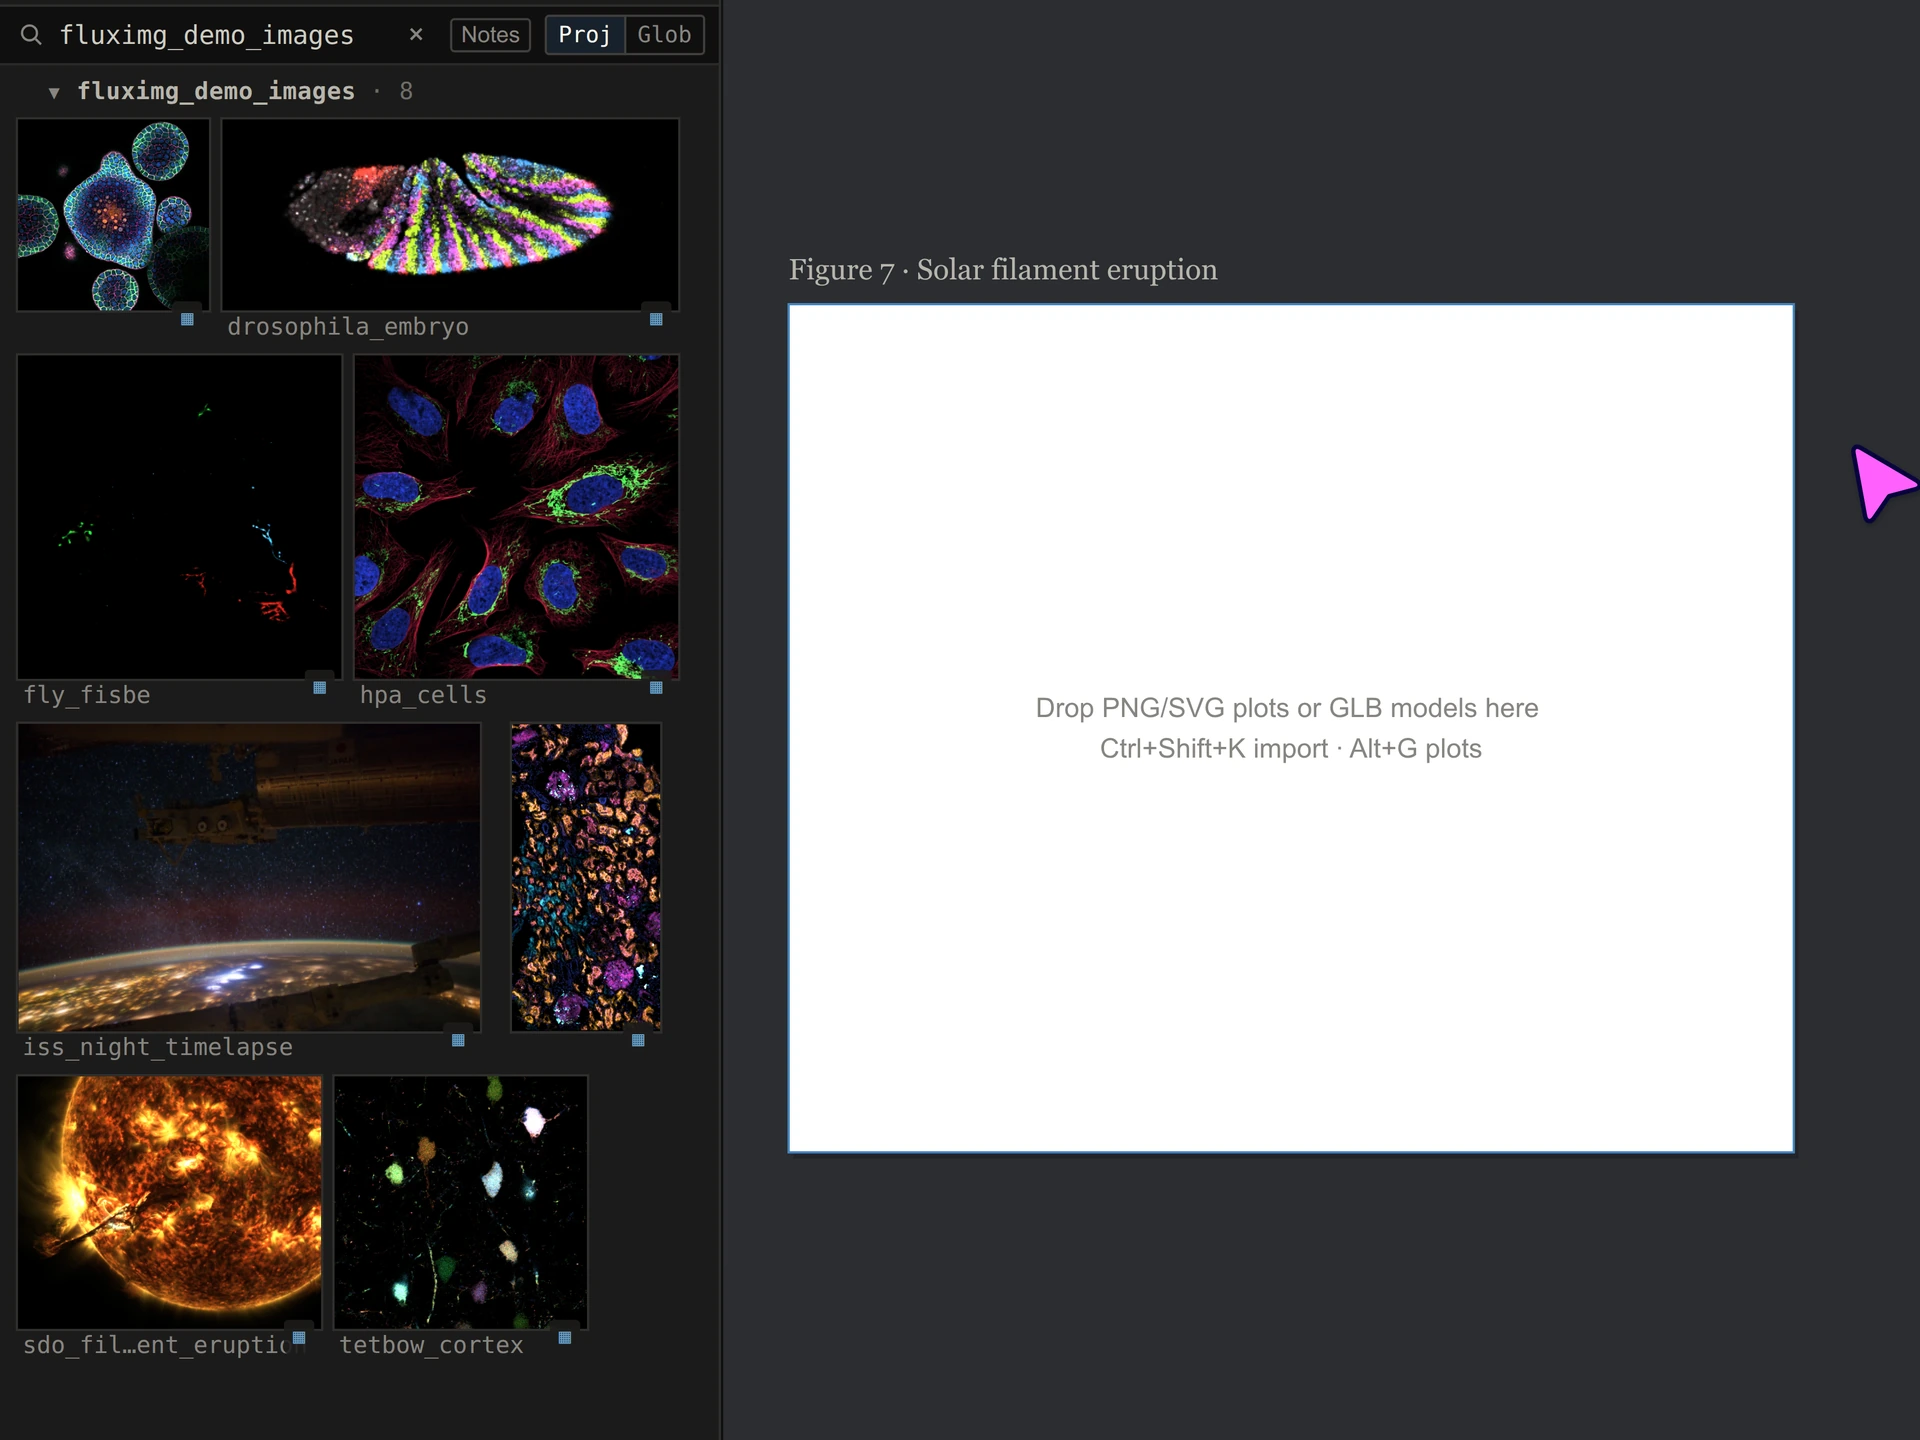 fluximg_demo_images × Notes Proj Glob
▼ fluximg_demo_images · 8
drosophila_embryo
fly_fisbe
hpa_cells
iss_night_timelapse
sdo_fil…ent_eruption
tetbow_cortex
Figure 7 · Solar filament eruption
Drop PNG/SVG plots or GLB models here
Ctrl+Shift+K import · Alt+G plots